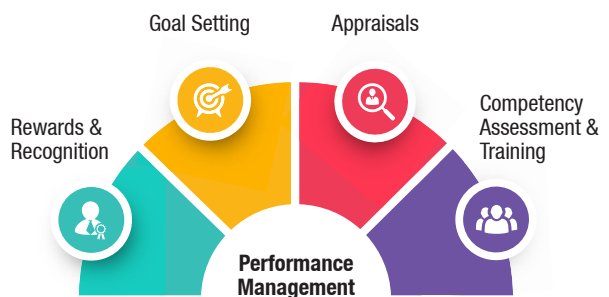 Goal Setting
Appraisals
Rewards &
Recognition
Competency
Assessment &
Training
Performance
Management